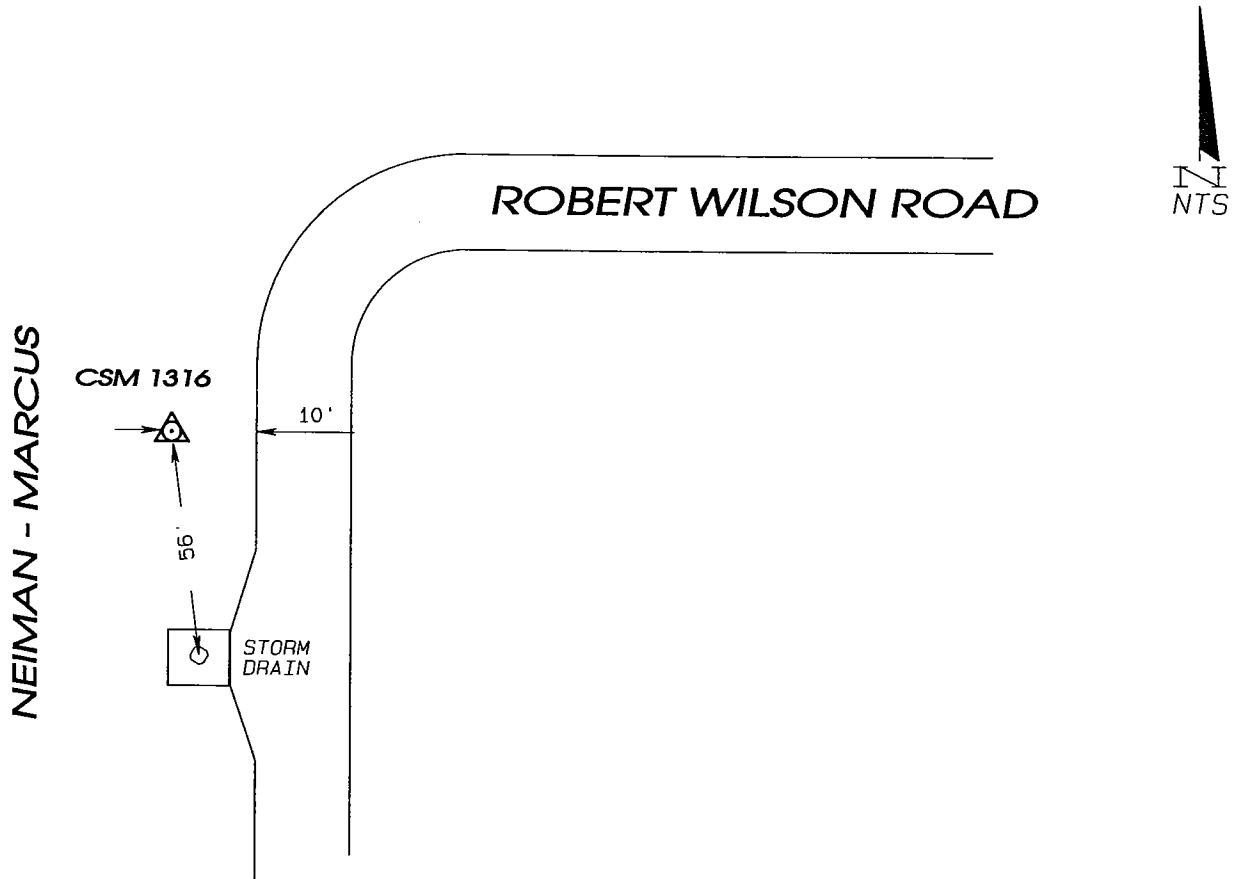 ROBERT WILSON ROAD
N
NTS
NEIMAN - MARCUS
CSM 1316
10'
56'
STORM
DRAIN